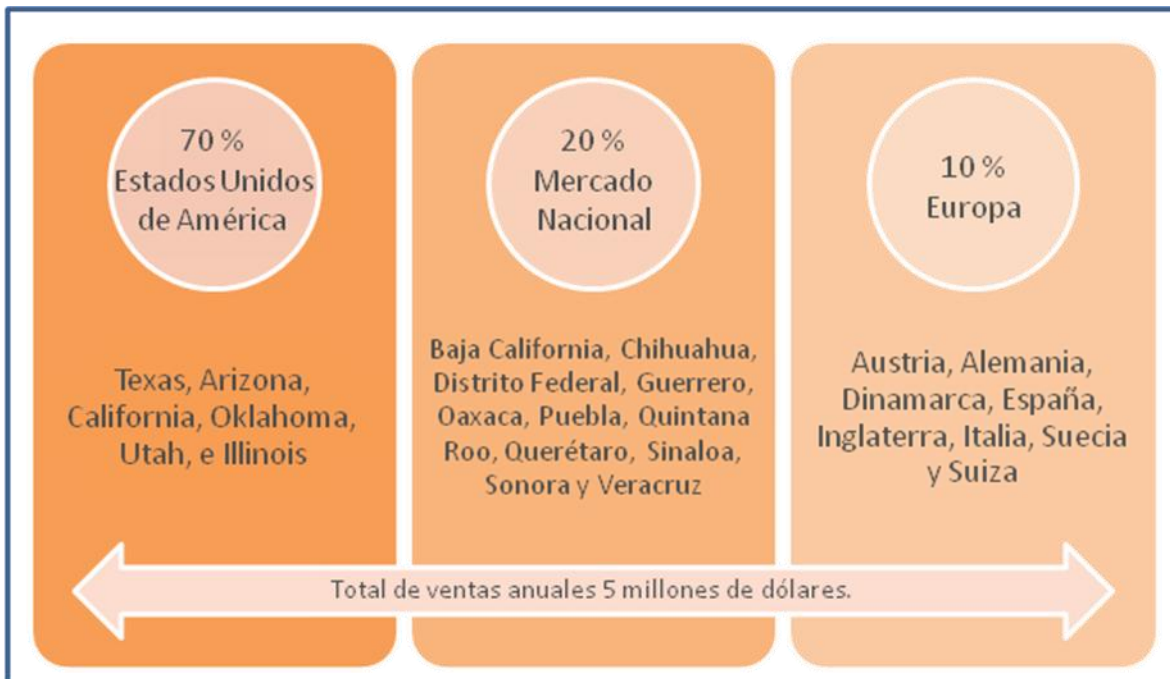 70 %
Estados Unidos
de América
Texas, Arizona,
California, Oklahoma,
Utah, e Illinois
20 %
Mercado
Nacional
Baja California, Chihuahua,
Distrito Federal, Guerrero,
Oaxaca, Puebla, Quintana
Roo, Querétaro, Sinaloa,
Sonora y Veracruz
10 %
Europa
Austria, Alemania,
Dinamarca, España,
Inglaterra, Italia, Suecia
y Suiza
Total de ventas anuales 5 millones de dólares.